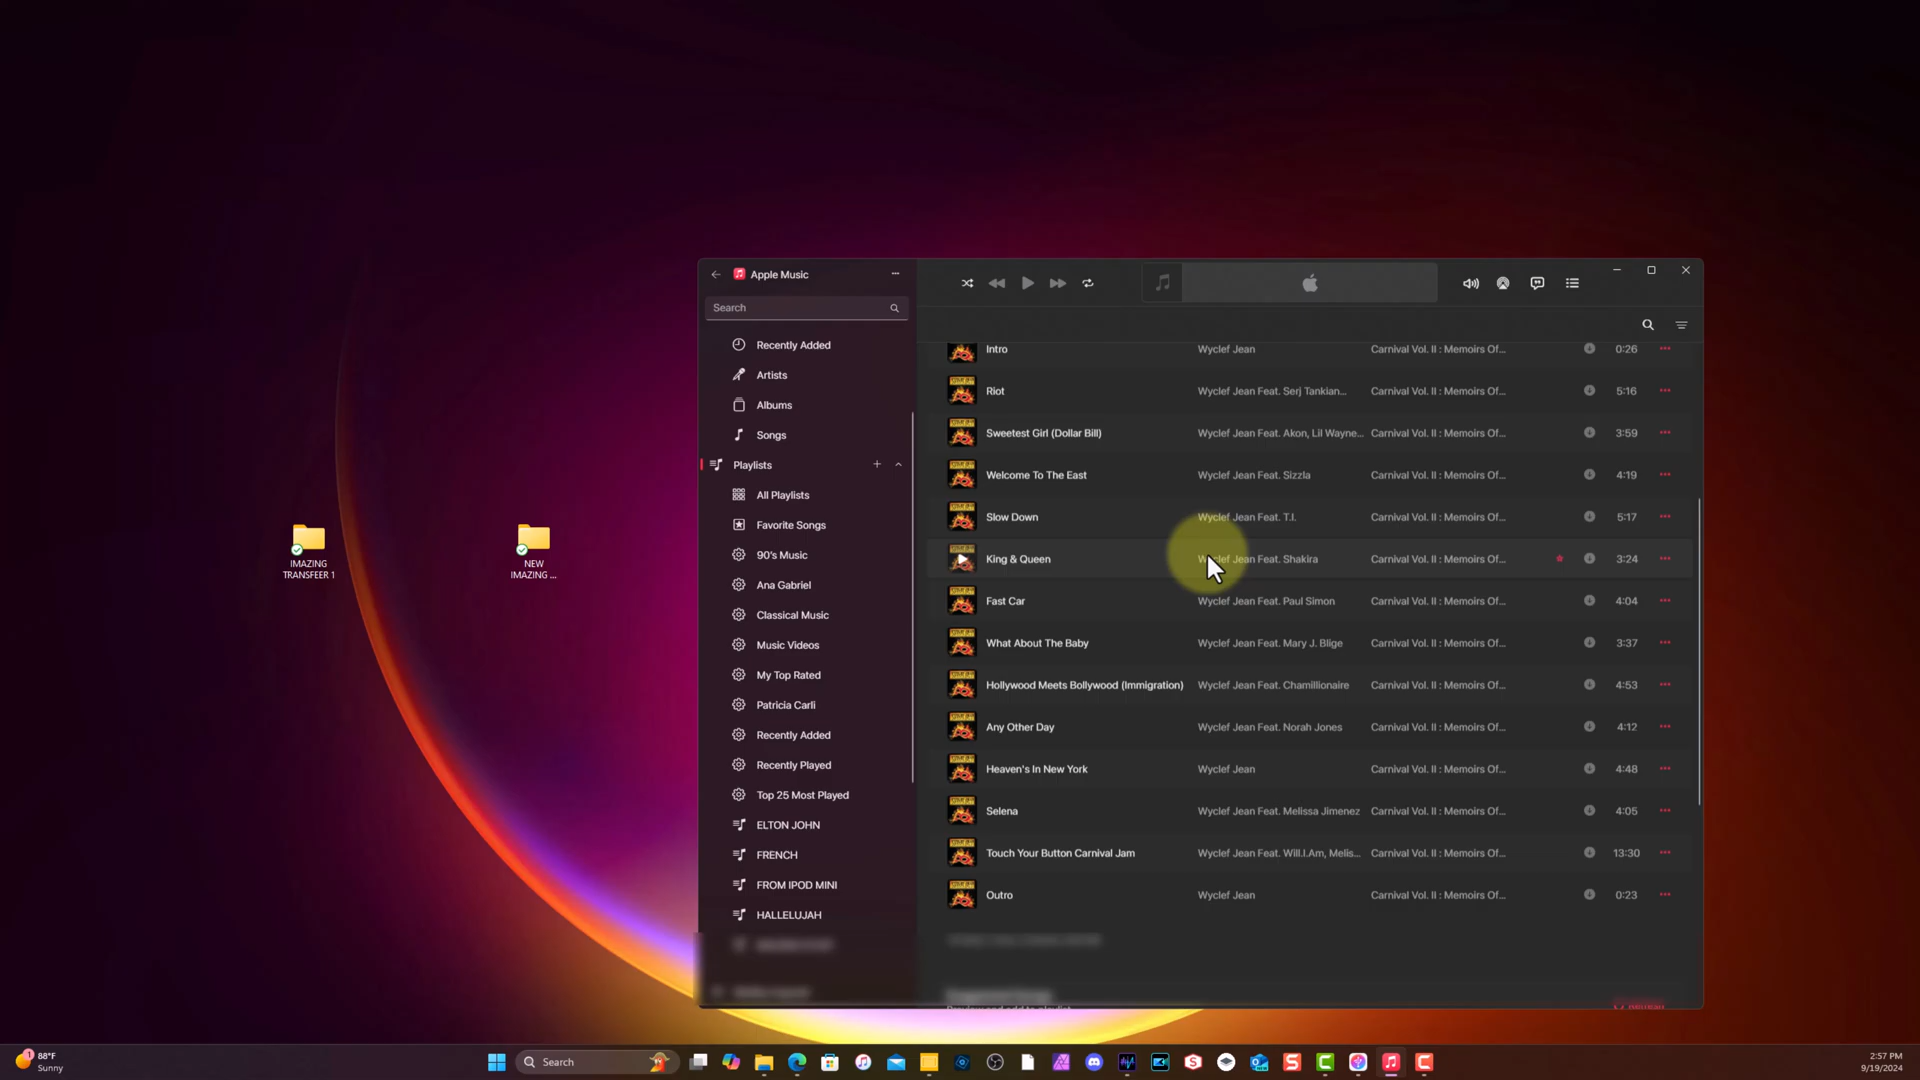 Apple Music
Search
Recently Added
Artists
Albums
Songs
Playlists
All Playlists
Favorite Songs
90's Music
Ana Gabriel
Classical Music
Music Videos
My Top Rated
Patricia Carli
Recently Added
Recently Played
Top 25 Most Played
ELTON JOHN
FRENCH
FROM IPOD MINI
HALLELUJAH
Intro Wyclef Jean Carnival Vol. II : Memoirs Of... 0:26
Riot Wyclef Jean Feat. Serj Tankian... Carnival Vol. II : Memoirs Of... 5:16
Sweetest Girl (Dollar Bill) Wyclef Jean Feat. Akon, Lil Wayne... Carnival Vol. II : Memoirs Of... 3:59
Welcome To The East Wyclef Jean Feat. Sizzla Carnival Vol. II : Memoirs Of... 4:19
Slow Down Wyclef Jean Feat. T.I. Carnival Vol. II : Memoirs Of... 5:17
King & Queen Wyclef Jean Feat. Shakira Carnival Vol. II : Memoirs Of... 3:24
Fast Car Wyclef Jean Feat. Paul Simon Carnival Vol. II : Memoirs Of... 4:04
What About The Baby Wyclef Jean Feat. Mary J. Blige Carnival Vol. II : Memoirs Of... 3:37
Hollywood Meets Bollywood (Immigration) Wyclef Jean Feat. Chamillionaire Carnival Vol. II : Memoirs Of... 4:53
Any Other Day Wyclef Jean Feat. Norah Jones Carnival Vol. II : Memoirs Of... 4:12
Heaven's In New York Wyclef Jean Carnival Vol. II : Memoirs Of... 4:48
Selena Wyclef Jean Feat. Melissa Jimenez Carnival Vol. II : Memoirs Of... 4:05
Touch Your Button Carnival Jam Wyclef Jean Feat. Will.I.Am, Melis... Carnival Vol. II : Memoirs Of... 13:30
Outro Wyclef Jean Carnival Vol. II : Memoirs Of... 0:23
IMAZING
TRANSFEER 1
NEW
IMAZING ...
1
88°F
Sunny
Search
2:57 PM
9/19/2024